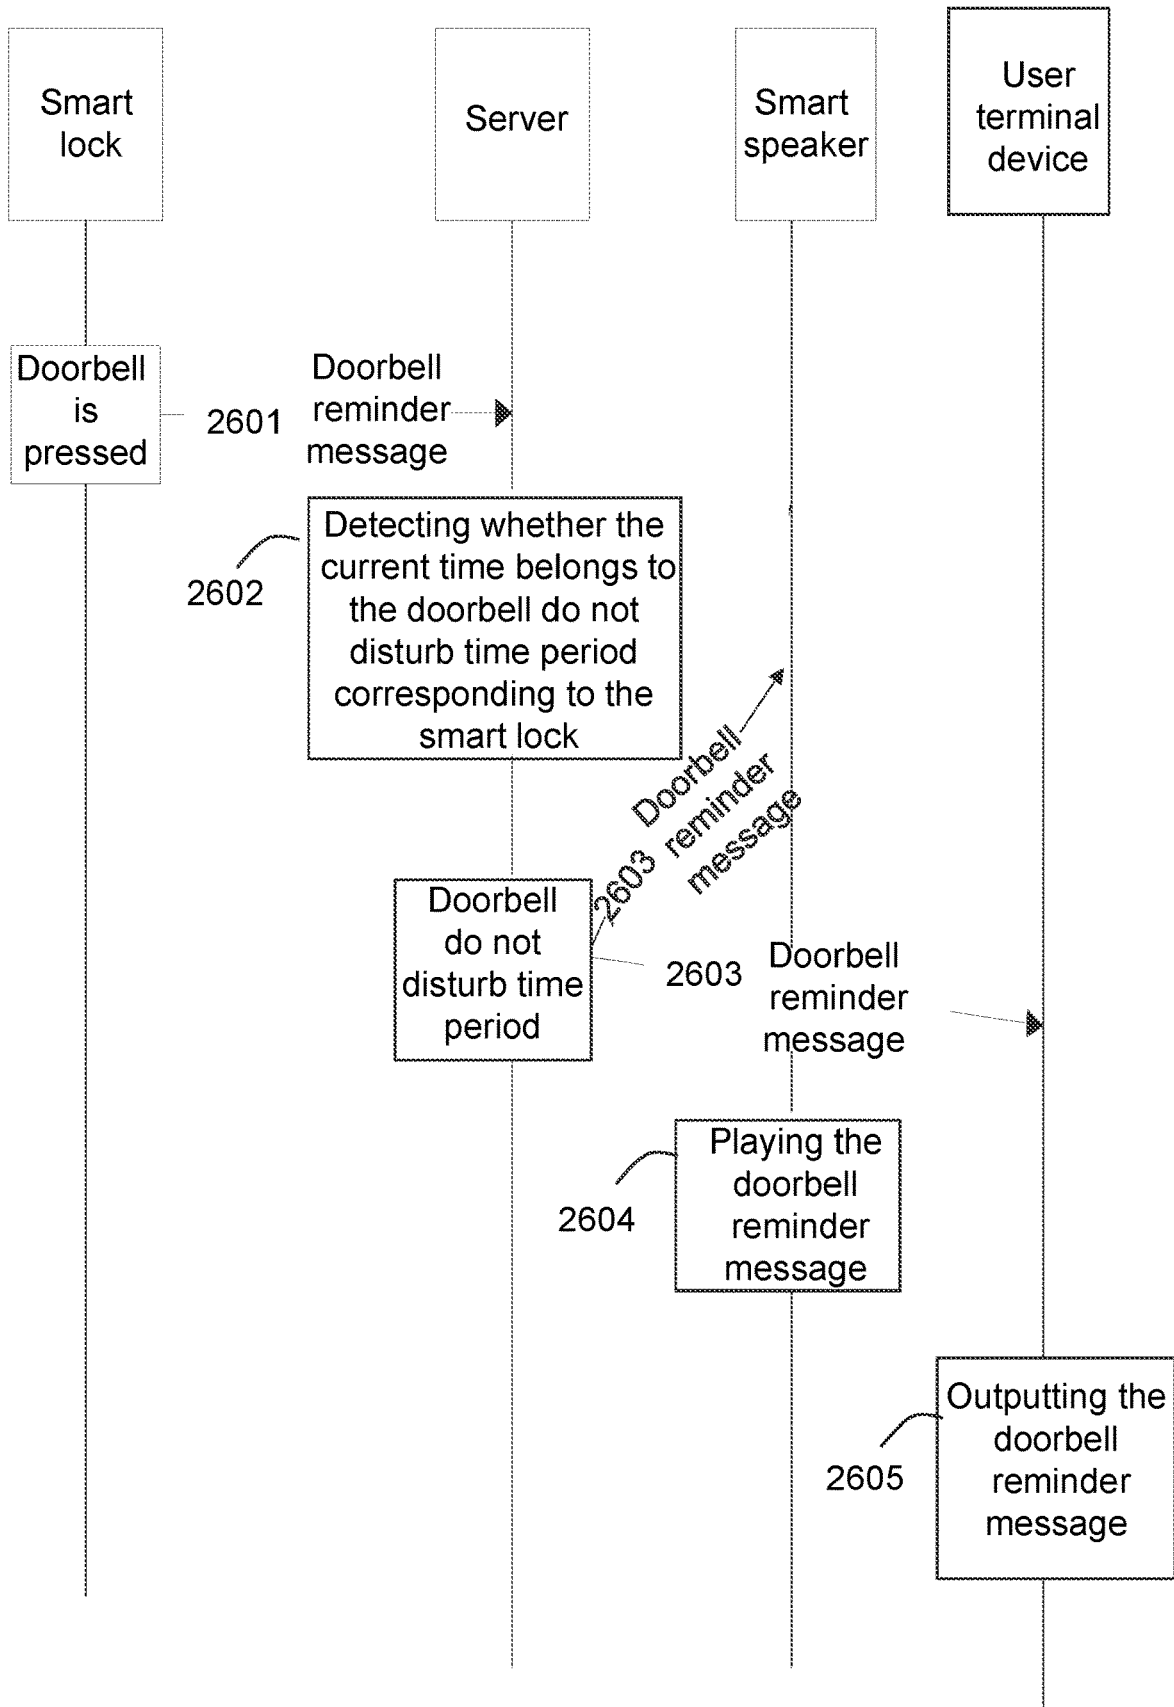 Smart
lock
Server
Smart
speaker
User
terminal
device
Doorbell
is
pressed
2601
Doorbell
reminder
message
2602
Detecting whether the
current time belongs to
the doorbell do not
disturb time period
corresponding to the
smart lock
2603
Doorbell
reminder
message
Doorbell
do not
disturb time
period
2603
Doorbell
reminder
message
2604
Playing the
doorbell
reminder
message
2605
Outputting the
doorbell
reminder
message